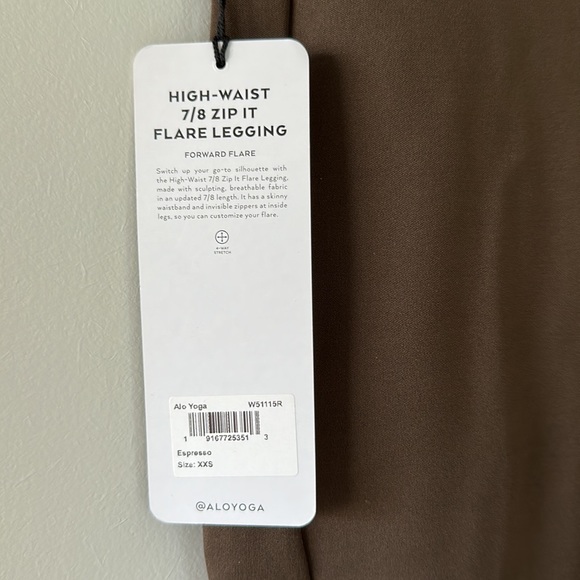 HIGH-WAIST
7/8 ZIP IT
FLARE LEGGING
FORWARD FLARE
Switch up your go-to silhouette with
the High-Waist 7/8 Zip It Flare Legging,
made with sculpting, breathable fabric
in an updated 7/8 length. It has a skinny
waistband and invisible zippers at inside
legs, so you can customize your flare.
4-WAY
STRETCH
Alo Yoga W51115R
1 9167725351 3
Espresso
Size: XXS
@ALOYOGA